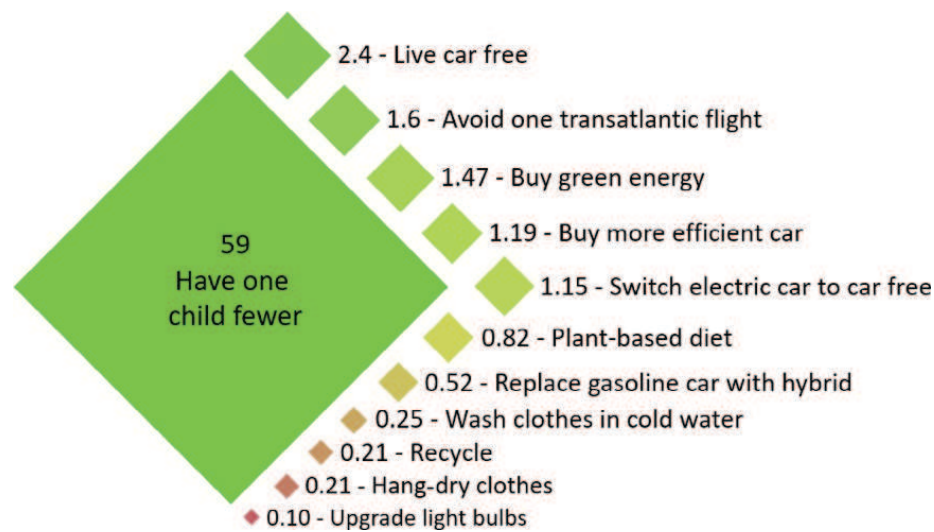 2.4 - Live car free
1.6 - Avoid one transatlantic flight
1.47 - Buy green energy
1.19 - Buy more efficient car
59
Have one
child fewer
1.15 - Switch electric car to car free
0.82 - Plant-based diet
0.52 - Replace gasoline car with hybrid
0.25 - Wash clothes in cold water
0.21 - Recycle
0.21 - Hang-dry clothes
0.10 - Upgrade light bulbs